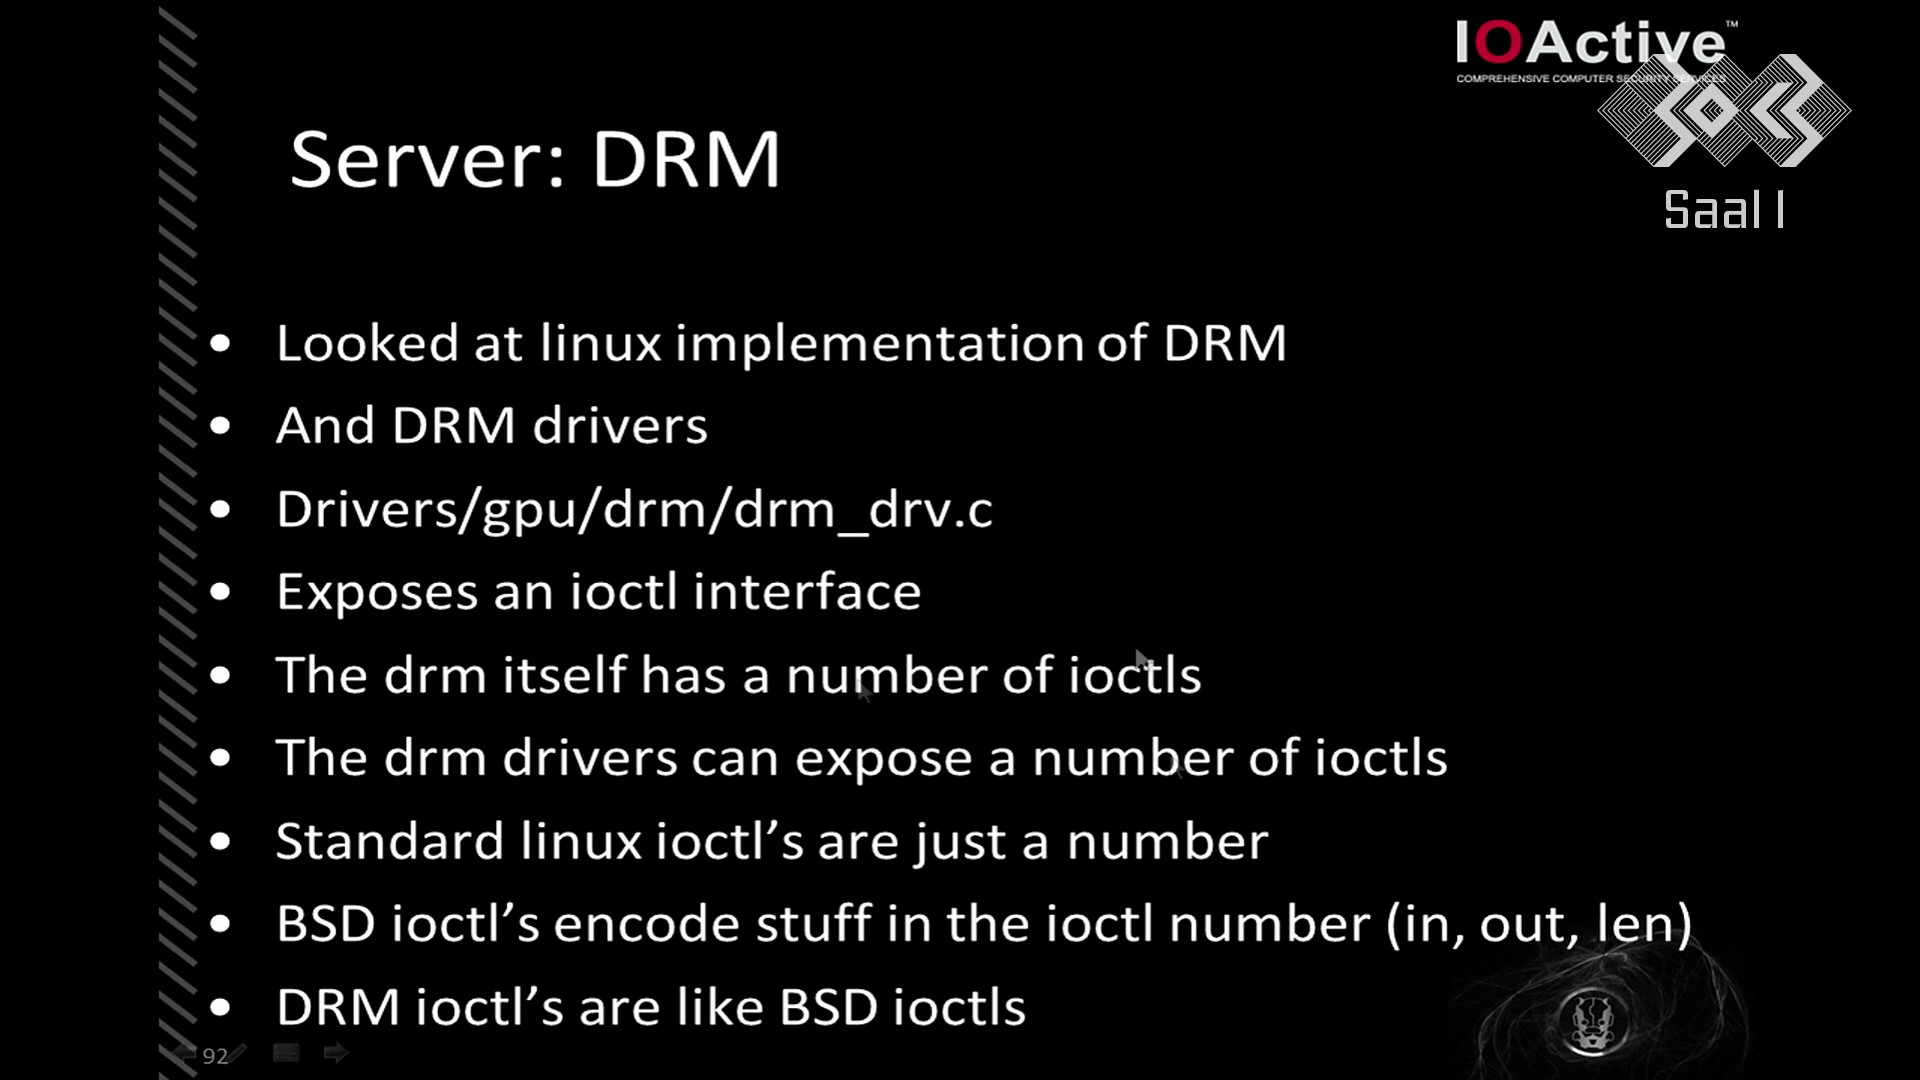 IOActive™
COMPREHENSIVE COMPUTER SECURITY SERVICES
Saal 1
Server: DRM
• Looked at linux implementation of DRM
• And DRM drivers
• Drivers/gpu/drm/drm_drv.c
• Exposes an ioctl interface
• The drm itself has a number of ioctls
• The drm drivers can expose a number of ioctls
• Standard linux ioctl’s are just a number
• BSD ioctl’s encode stuff in the ioctl number (in, out, len)
• DRM ioctl’s are like BSD ioctls
92